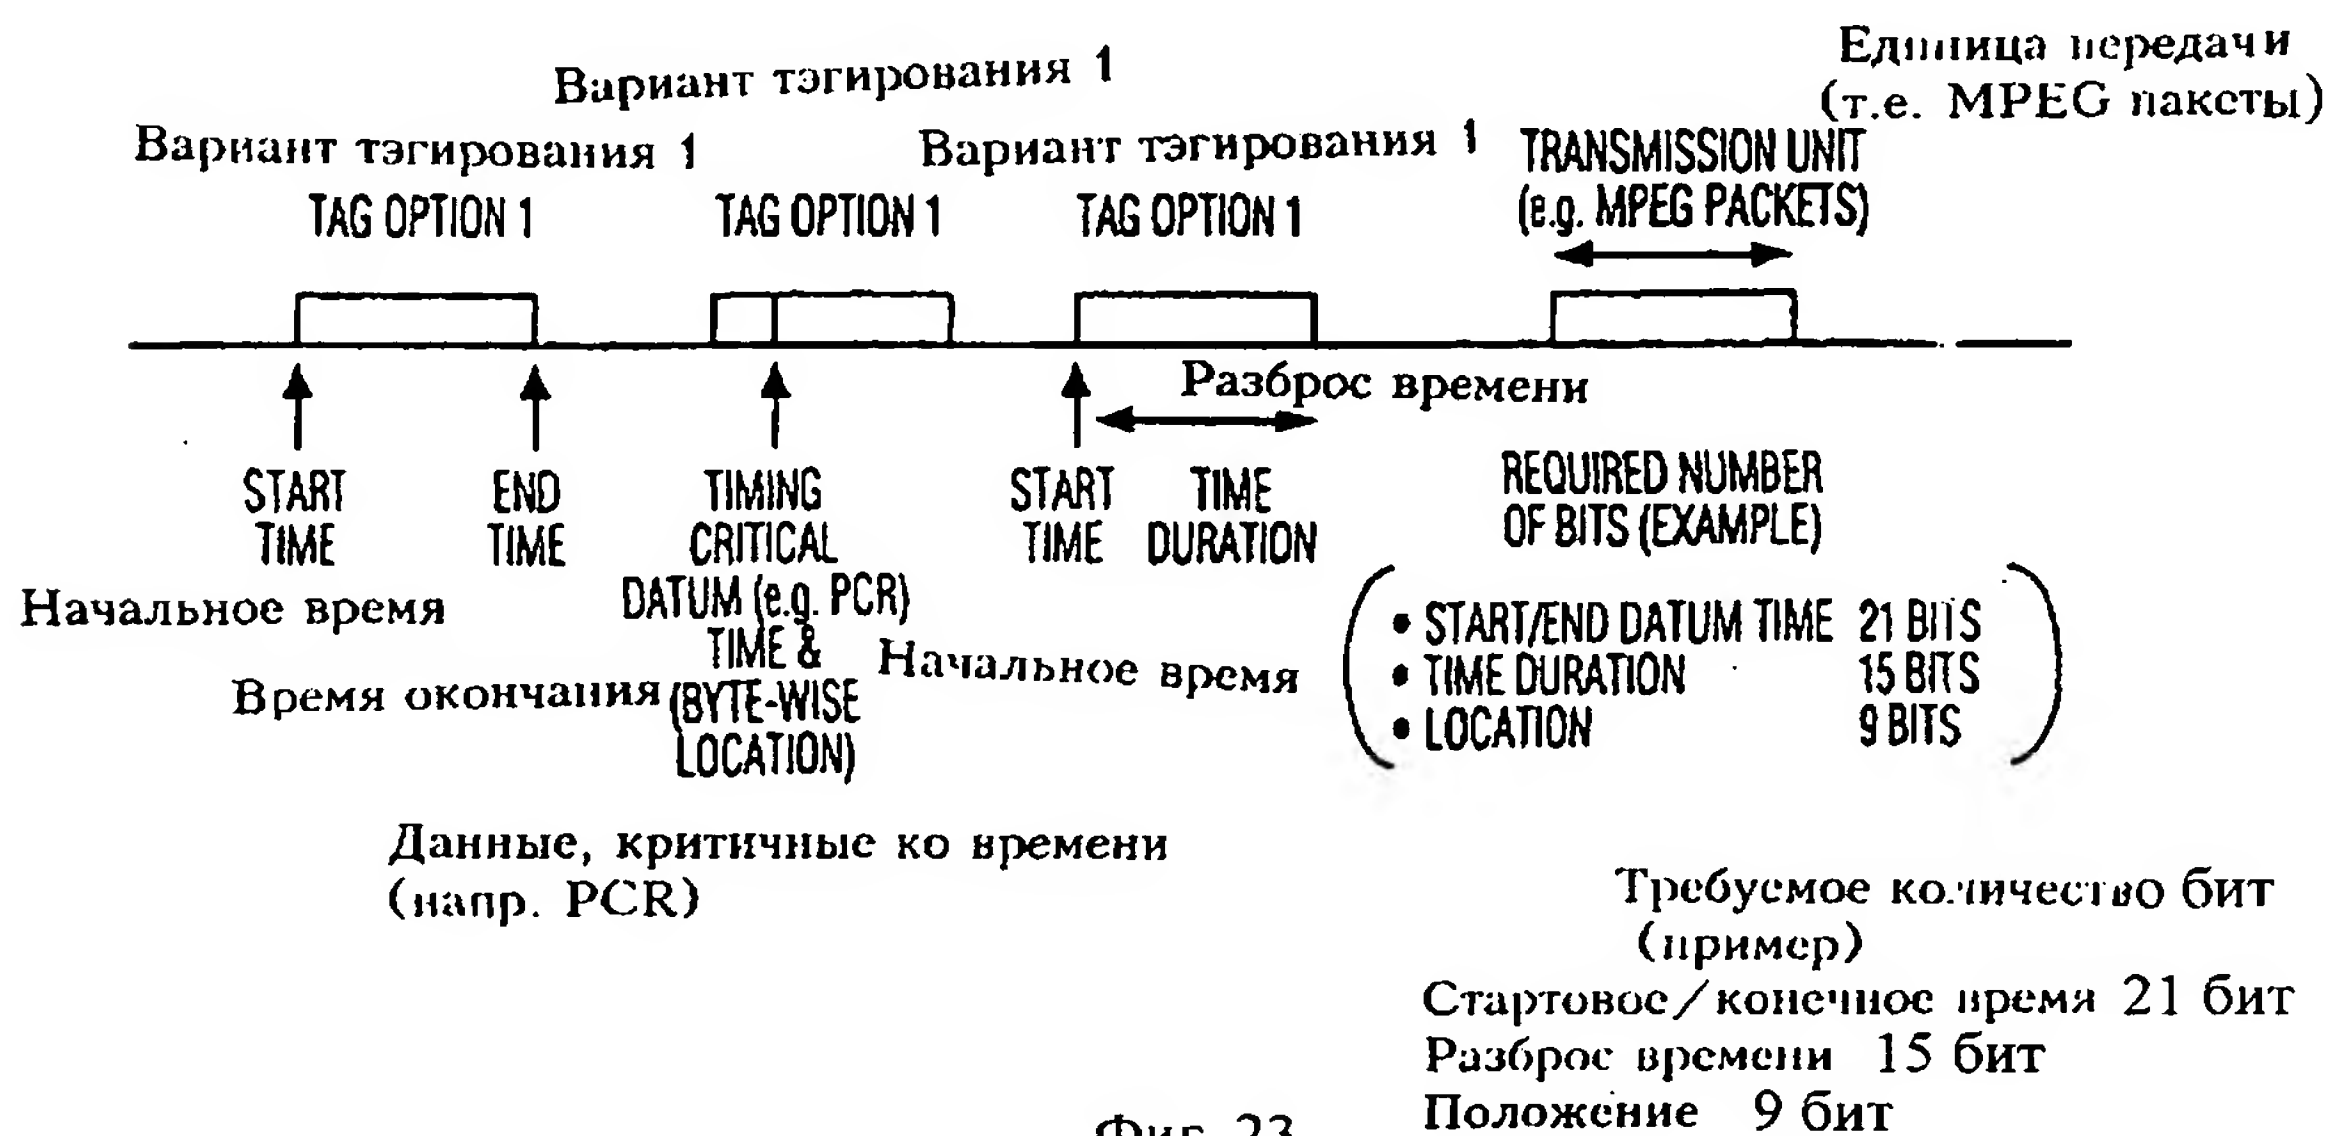 Вариант тэгирования 1
Единица передачи
(т.е. MPEG пакеты)
Вариант тэгирования 1
Вариант тэгирования 1
TRANSMISSION UNIT
(e.g. MPEG PACKETS)
TAG OPTION 1
TAG OPTION 1
TAG OPTION 1
Разброс времени
START
TIME
END
TIME
TIMING
CRITICAL
DATUM (e.g. PCR)
TIME &
(BYTE-WISE
LOCATION)
START
TIME
TIME
DURATION
REQUIRED NUMBER
OF BITS (EXAMPLE)
• START/END DATUM TIME 21 BITS
• TIME DURATION 15 BITS
• LOCATION 9 BITS
Начальное время
Время окончания
Начальное время
Данные, критичные ко времени
(напр. PCR)
Требуемое количество бит
(пример)
Стартовое/конечное время 21 бит
Разброс времени 15 бит
Положение 9 бит
Фиг. 23